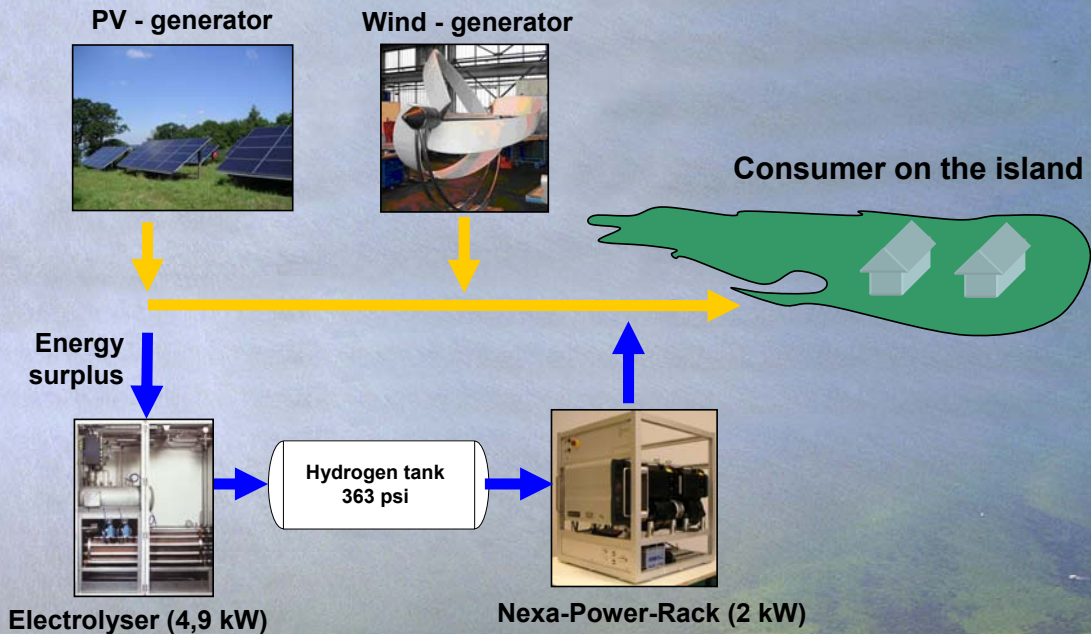 PV - generator
Wind - generator
Consumer on the island
Energy
surplus
Hydrogen tank
363 psi
Electrolyser (4,9 kW)
Nexa-Power-Rack (2 kW)